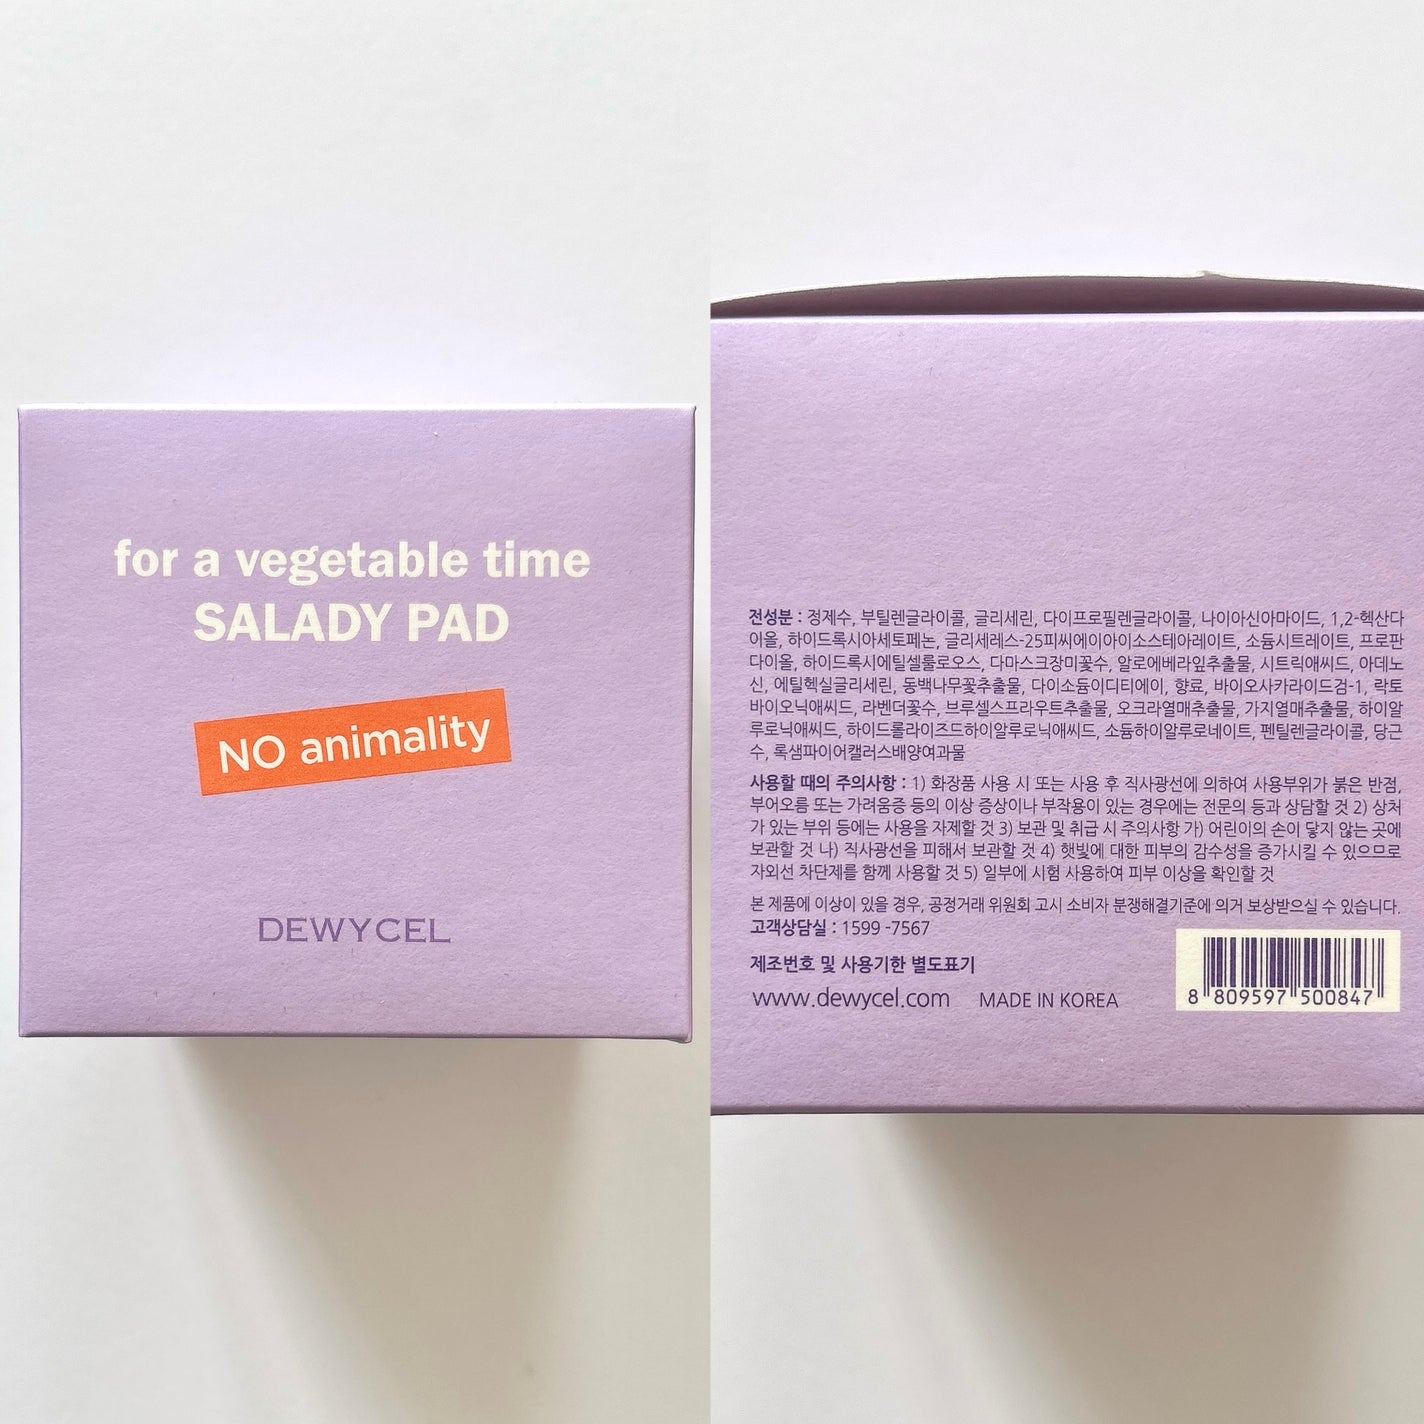 for a vegetable time
SALADY PAD
NO animality
DEWYCEL
전성분 : 정제수, 부틸렌글라이콜, 글리세린, 다이프로필렌글라이콜, 나이아신아마이드, 1,2-헥산다
이올, 하이드록시아세토페논, 글리세레스-25피씨에이아이소스테아레이트, 소듐시트레이트, 프로판
다이올, 하이드록시에틸셀룰로오스, 다마스크장미꽃수, 알로에베라잎추출물, 시트릭애씨드, 아데노
신, 에틸헥실글리세린, 동백나무꽃추출물, 다이소듐이디티에이, 향료, 바이오사카라이드검-1, 락토
바이오닉애씨드, 라벤더꽃수, 브루셀스프라우트추출물, 오크라열매추출물, 가지열매추출물, 하이알
루로닉애씨드, 하이드롤라이즈드하이알루로닉애씨드, 소듐하이알루로네이트, 펜틸렌글라이콜, 당근
수, 록샘파이어캘러스배양여과물
사용할 때의 주의사항 : 1) 화장품 사용 시 또는 사용 후 직사광선에 의하여 사용부위가 붉은 반점,
부어오름 또는 가려움증 등의 이상 증상이나 부작용이 있는 경우에는 전문의 등과 상담할 것 2) 상처
가 있는 부위 등에는 사용을 자제할 것 3) 보관 및 취급 시 주의사항 가) 어린이의 손이 닿지 않는 곳에
보관할 것 나) 직사광선을 피해서 보관할 것 4) 햇빛에 대한 피부의 감수성을 증가시킬 수 있으므로
자외선 차단제를 함께 사용할 것 5) 일부에 시험 사용하여 피부 이상을 확인할 것
본 제품에 이상이 있을 경우, 공정거래 위원회 고시 소비자 분쟁해결기준에 의거 보상받으실 수 있습니다.
고객상담실 : 1599 -7567
제조번호 및 사용기한 별도표기
www.dewycel.com MADE IN KOREA
8 809597 500847